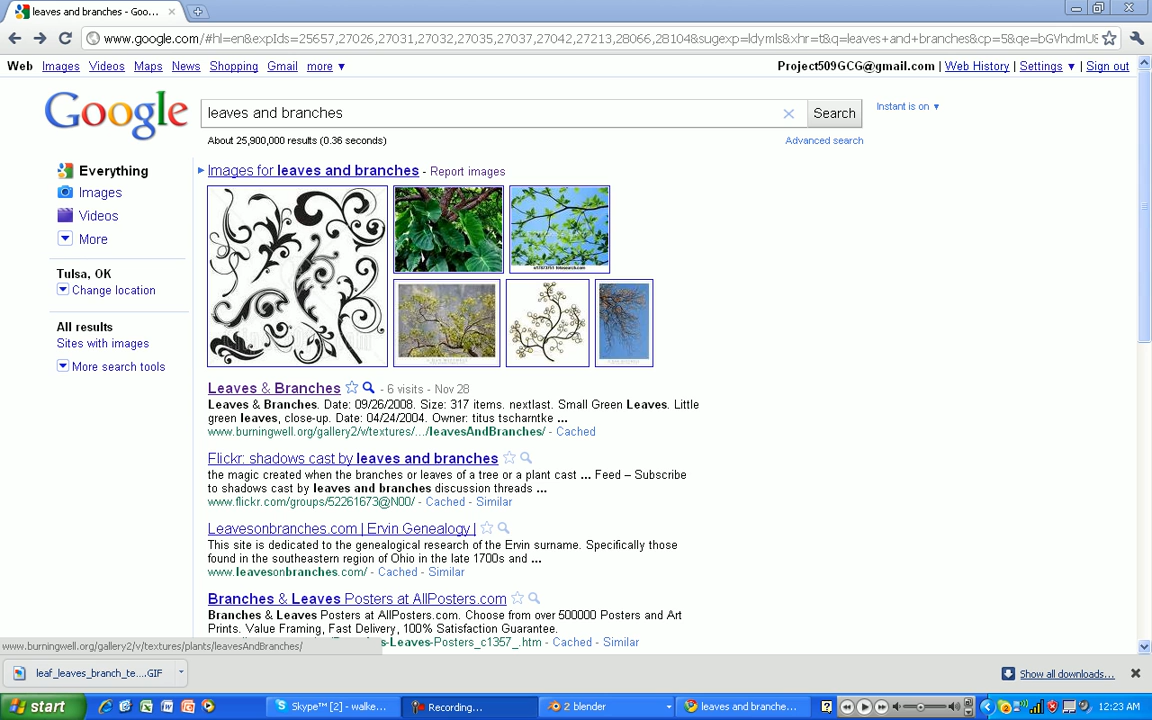 leaves and branches - Goo...
www.google.com/#hl=en&expIds=25657,27026,27031,27032,27035,27037,27042,27213,28066,28104&sugexp=ldymls&xhr=t&q=leaves+and+branches&cp=5&qe=bGVhdmU8
Web Images Videos Maps News Shopping Gmail more ▼
Project509GCG@gmail.com | Web History | Settings ▼ | Sign out
Google
leaves and branches
Search
Instant is on ▼
About 25,900,000 results (0.36 seconds)
Advanced search
Everything
Images
Videos
More
Tulsa, OK
Change location
All results
Sites with images
More search tools
Images for leaves and branches - Report images
Leaves & Branches - 6 visits - Nov 28
Leaves & Branches. Date: 09/26/2008. Size: 317 items. nextlast. Small Green Leaves. Little
green leaves, close-up. Date: 04/24/2004. Owner: titus tscharntke ...
www.burningwell.org/gallery2/v/textures/.../leavesAndBranches/ - Cached
Flickr: shadows cast by leaves and branches
the magic created when the branches or leaves of a tree or a plant cast ... Feed – Subscribe
to shadows cast by leaves and branches discussion threads ...
www.flickr.com/groups/52261673@N00/ - Cached - Similar
Leavesonbranches.com | Ervin Genealogy |
This site is dedicated to the genealogical research of the Ervin surname. Specifically those
found in the southeastern region of Ohio in the late 1700s and ...
www.leavesonbranches.com/ - Cached - Similar
Branches & Leaves Posters at AllPosters.com
Branches & Leaves Posters at AllPosters.com. Choose from over 500000 Posters and Art
Prints. Value Framing, Fast Delivery, 100% Satisfaction Guarantee.
s-Leaves-Posters_c1357_.htm - Cached - Similar
www.burningwell.org/gallery2/v/textures/plants/leavesAndBranches/
leaf_leaves_branch_te....GIF
Show all downloads...
start
Skype™ [2] - walke...
Recording...
2 blender
leaves and branche...
12:23 AM